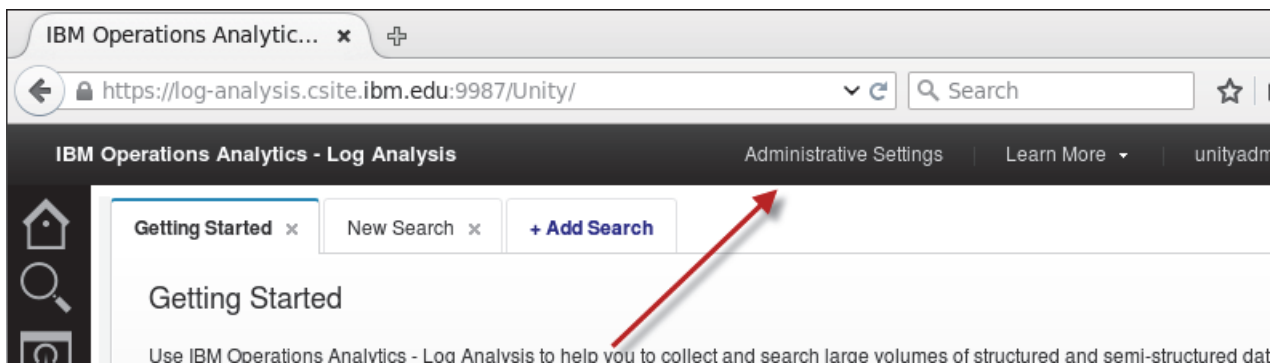 IBM Operations Analytic...
https://log-analysis.csite.ibm.edu:9987/Unity/
Search
IBM Operations Analytics - Log Analysis
Administrative Settings
Learn More
unityadm
Getting Started
New Search
+ Add Search
Getting Started
Use IBM Operations Analytics - Log Analysis to help you to collect and search large volumes of structured and semi-structured dat